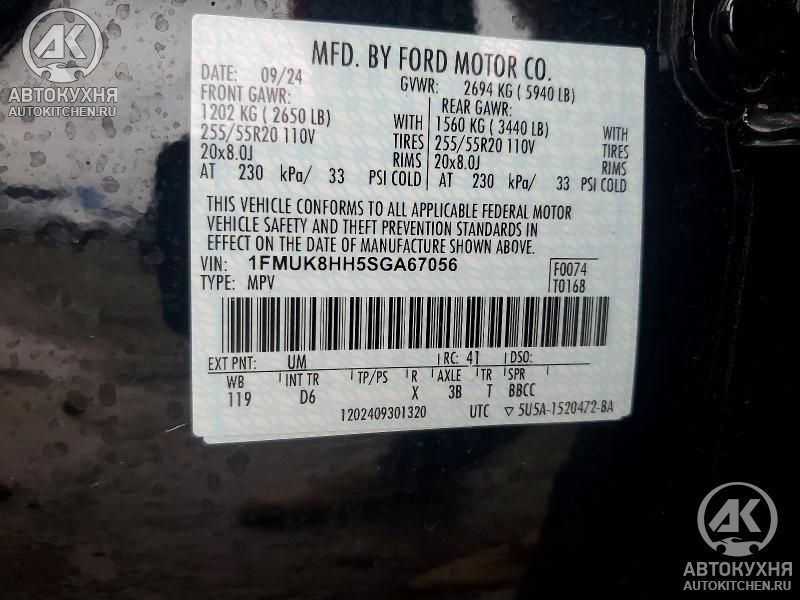 AK
АВТОКУХНЯ
AUTOKITCHEN.RU
MFD. BY FORD MOTOR CO.
DATE: 09/24 GVWR: 2694 KG ( 5940 LB)
FRONT GAWR: REAR GAWR:
1202 KG ( 2650 LB) WITH 1560 KG ( 3440 LB) WITH
255/55R20 110V TIRES 255/55R20 110V TIRES
20x8.0J RIMS 20x8.0J RIMS
AT 230 kPa/ 33 PSI COLD AT 230 kPa/ 33 PSI COLD
THIS VEHICLE CONFORMS TO ALL APPLICABLE FEDERAL MOTOR
VEHICLE SAFETY AND THEFT PREVENTION STANDARDS IN
EFFECT ON THE DATE OF MANUFACTURE SHOWN ABOVE.
VIN: 1FMUK8HH5SGA67056 F0074
TYPE: MPV T0168
EXT PNT: UM RC: 41 DSO:
WB INT TR TP/PS R AXLE TR SPR
119 D6 X 3B T BBCC
1202409301320 UTC ▽ 5U5A-1520472-BA
AK
АВТОКУХНЯ
AUTOKITCHEN.RU